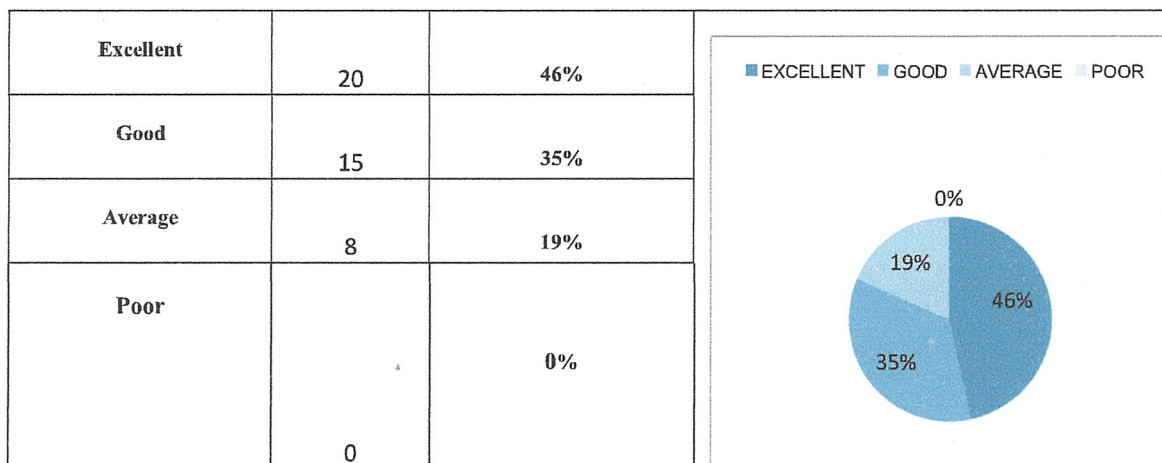 Excellent 20 46%
Good 15 35%
Average 8 19%
Poor 0 0%
EXCELLENT GOOD AVERAGE POOR
0%
19%
46%
35%